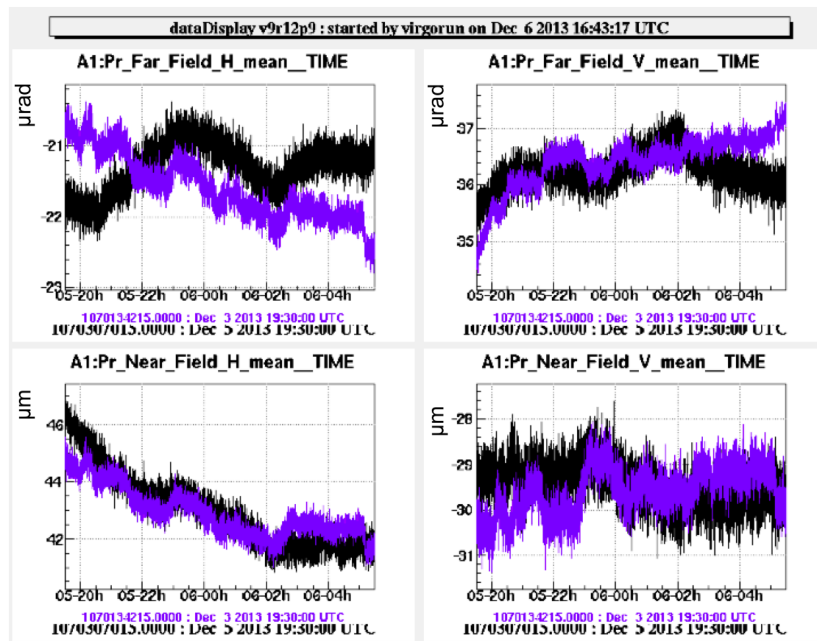 dataDisplay v9r12p9 : started by virgorun on Dec 6 2013 16:43:17 UTC
A1:Pr_Far_Field_H_mean__TIME
µrad
-21
-22
-23
05-20h 05-22h 06-00h 06-02h 06-04h
1070134215.0000 : Dec 3 2013 19:30:00 UTC
1070307015.0000 : Dec 5 2013 19:30:00 UTC
A1:Pr_Far_Field_V_mean__TIME
µrad
37
36
35
05-20h 05-22h 06-00h 06-02h 06-04h
1070134215.0000 : Dec 3 2013 19:30:00 UTC
1070307015.0000 : Dec 5 2013 19:30:00 UTC
A1:Pr_Near_Field_H_mean__TIME
µm
46
44
42
05-20h 05-22h 06-00h 06-02h 06-04h
1070134215.0000 : Dec 3 2013 19:30:00 UTC
1070307015.0000 : Dec 5 2013 19:30:00 UTC
A1:Pr_Near_Field_V_mean__TIME
µm
-28
-29
-30
-31
05-20h 05-22h 06-00h 06-02h 06-04h
1070134215.0000 : Dec 3 2013 19:30:00 UTC
1070307015.0000 : Dec 5 2013 19:30:00 UTC